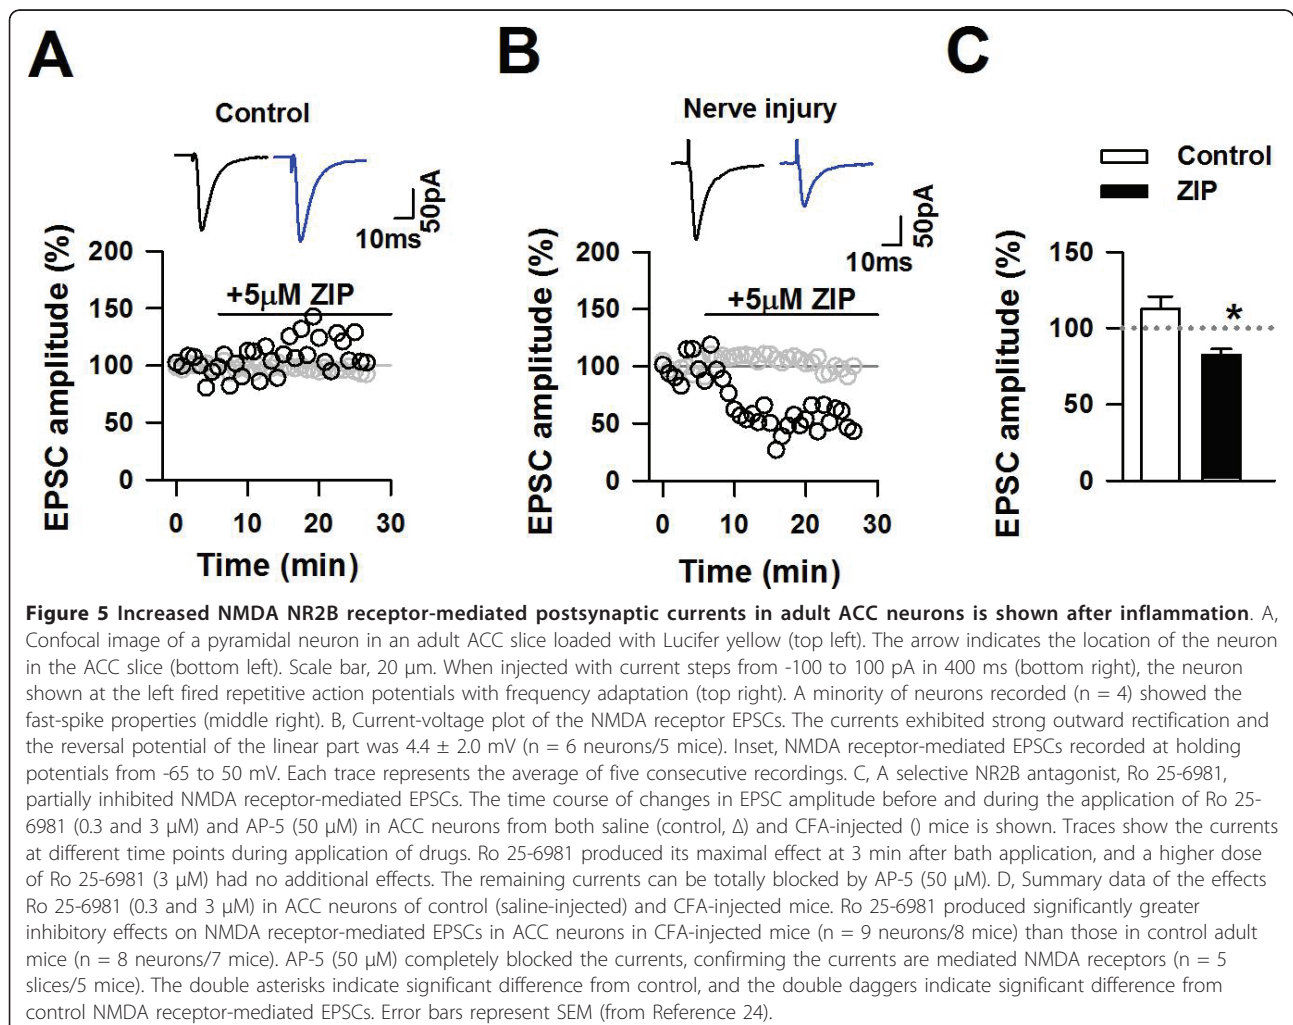 A
B
C
Control
Nerve injury
Control
ZIP
50pA
10ms
50pA
10ms
EPSC amplitude (%)
200
150
100
50
0
+5µM ZIP
0 10 20 30
Time (min)
EPSC amplitude (%)
200
150
100
50
0
+5µM ZIP
0 10 20 30
Time (min)
EPSC amplitude (%)
150
100
50
0
*
Figure 5 Increased NMDA NR2B receptor-mediated postsynaptic currents in adult ACC neurons is shown after inflammation. A,
Confocal image of a pyramidal neuron in an adult ACC slice loaded with Lucifer yellow (top left). The arrow indicates the location of the neuron
in the ACC slice (bottom left). Scale bar, 20 µm. When injected with current steps from -100 to 100 pA in 400 ms (bottom right), the neuron
shown at the left fired repetitive action potentials with frequency adaptation (top right). A minority of neurons recorded (n = 4) showed the
fast-spike properties (middle right). B, Current-voltage plot of the NMDA receptor EPSCs. The currents exhibited strong outward rectification and
the reversal potential of the linear part was 4.4 ± 2.0 mV (n = 6 neurons/5 mice). Inset, NMDA receptor-mediated EPSCs recorded at holding
potentials from -65 to 50 mV. Each trace represents the average of five consecutive recordings. C, A selective NR2B antagonist, Ro 25-6981,
partially inhibited NMDA receptor-mediated EPSCs. The time course of changes in EPSC amplitude before and during the application of Ro 25-
6981 (0.3 and 3 µM) and AP-5 (50 µM) in ACC neurons from both saline (control, Δ) and CFA-injected () mice is shown. Traces show the currents
at different time points during application of drugs. Ro 25-6981 produced its maximal effect at 3 min after bath application, and a higher dose
of Ro 25-6981 (3 µM) had no additional effects. The remaining currents can be totally blocked by AP-5 (50 µM). D, Summary data of the effects
Ro 25-6981 (0.3 and 3 µM) in ACC neurons of control (saline-injected) and CFA-injected mice. Ro 25-6981 produced significantly greater
inhibitory effects on NMDA receptor-mediated EPSCs in ACC neurons in CFA-injected mice (n = 9 neurons/8 mice) than those in control adult
mice (n = 8 neurons/7 mice). AP-5 (50 µM) completely blocked the currents, confirming the currents are mediated NMDA receptors (n = 5
slices/5 mice). The double asterisks indicate significant difference from control, and the double daggers indicate significant difference from
control NMDA receptor-mediated EPSCs. Error bars represent SEM (from Reference 24).